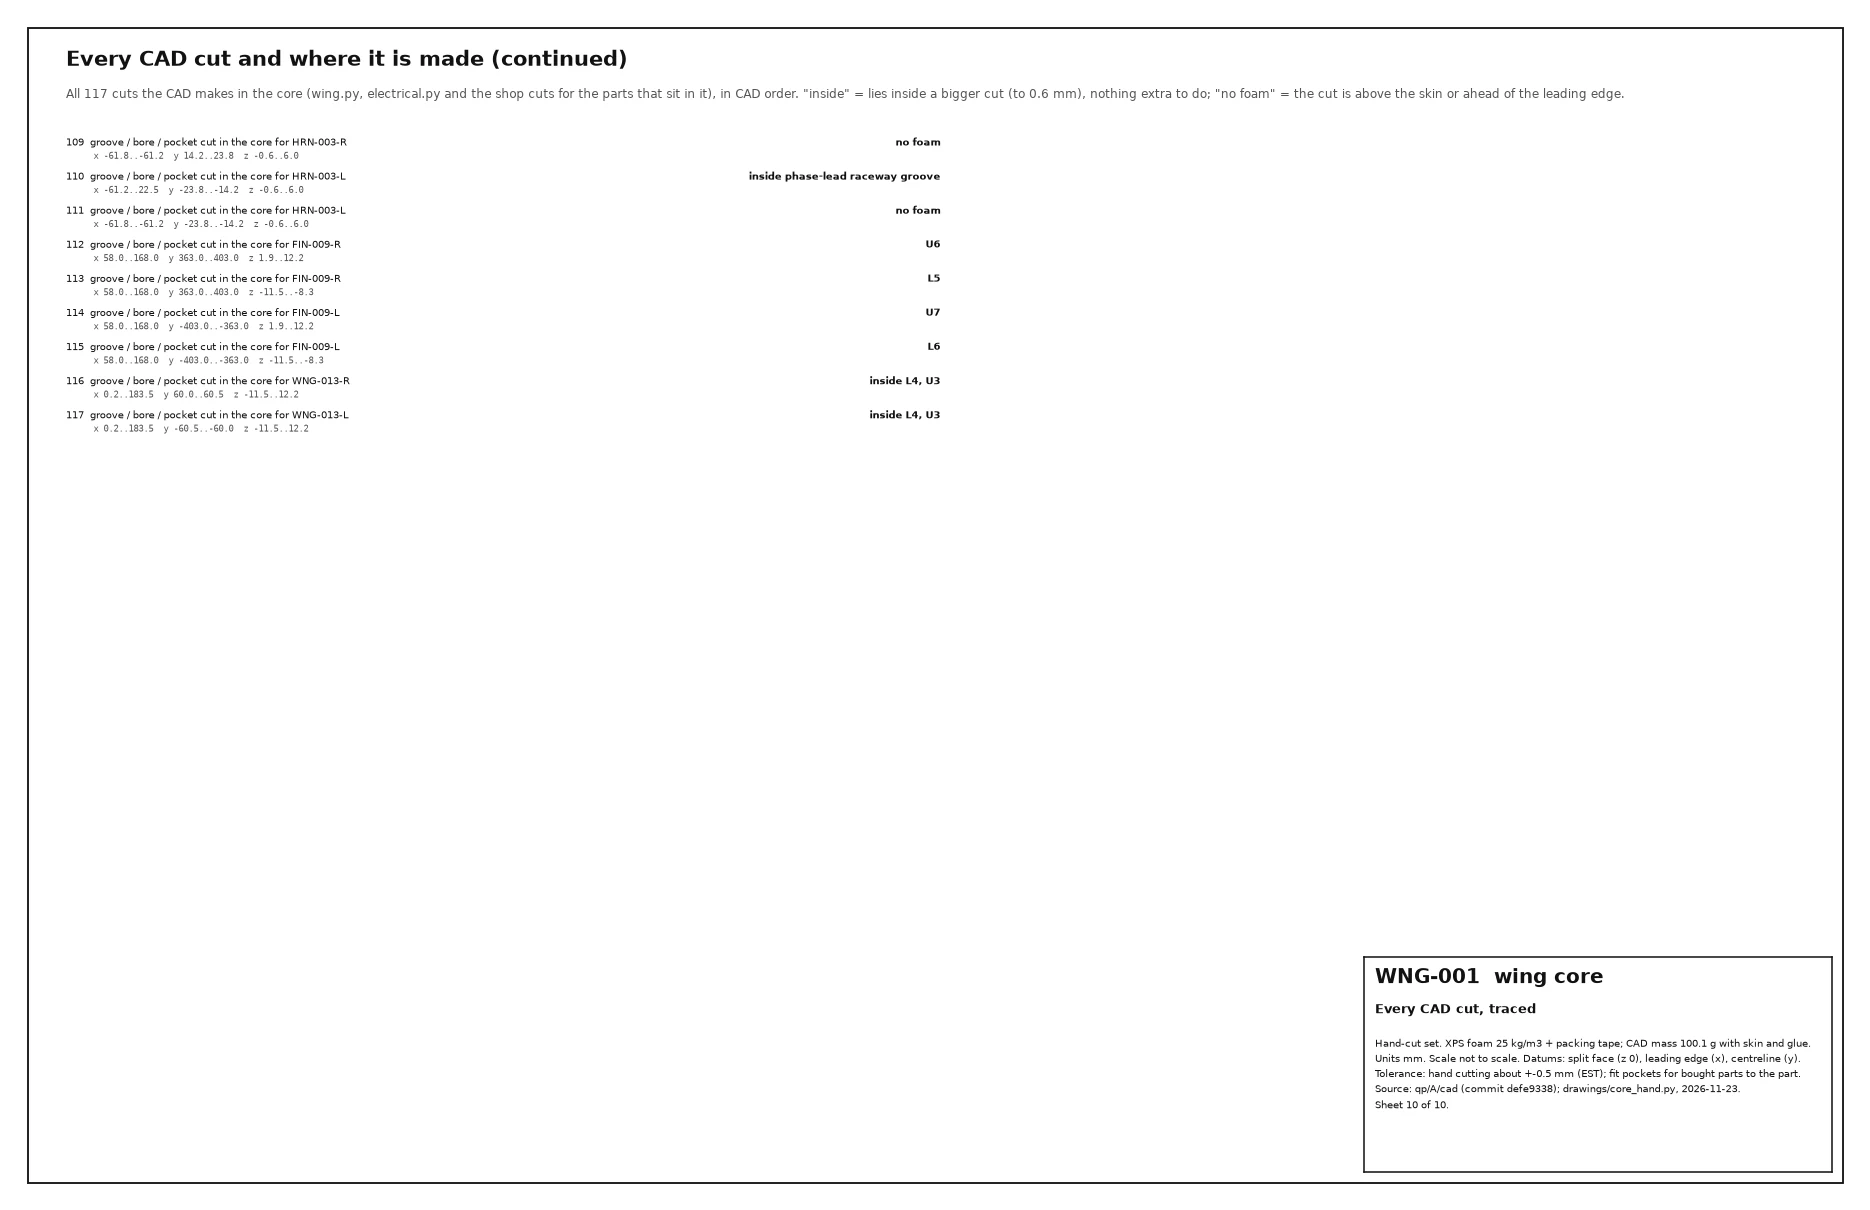 Every CAD cut and where it is made (continued)
All 117 cuts the CAD makes in the core (wing.py, electrical.py and the shop cuts for the parts that sit in it), in CAD order. "inside" = lies inside a bigger cut (to 0.6 mm), nothing extra to do; "no foam" = the cut is above the skin or ahead of the leading edge.
109 groove / bore / pocket cut in the core for HRN-003-R no foam
x -61.8..-61.2 y 14.2..23.8 z -0.6..6.0
110 groove / bore / pocket cut in the core for HRN-003-L inside phase-lead raceway groove
x -61.2..22.5 y -23.8..-14.2 z -0.6..6.0
111 groove / bore / pocket cut in the core for HRN-003-L no foam
x -61.8..-61.2 y -23.8..-14.2 z -0.6..6.0
112 groove / bore / pocket cut in the core for FIN-009-R U6
x 58.0..168.0 y 363.0..403.0 z 1.9..12.2
113 groove / bore / pocket cut in the core for FIN-009-R L5
x 58.0..168.0 y 363.0..403.0 z -11.5..-8.3
114 groove / bore / pocket cut in the core for FIN-009-L U7
x 58.0..168.0 y -403.0..-363.0 z 1.9..12.2
115 groove / bore / pocket cut in the core for FIN-009-L L6
x 58.0..168.0 y -403.0..-363.0 z -11.5..-8.3
116 groove / bore / pocket cut in the core for WNG-013-R inside L4, U3
x 0.2..183.5 y 60.0..60.5 z -11.5..12.2
117 groove / bore / pocket cut in the core for WNG-013-L inside L4, U3
x 0.2..183.5 y -60.5..-60.0 z -11.5..12.2
WNG-001 wing core
Every CAD cut, traced
Hand-cut set. XPS foam 25 kg/m3 + packing tape; CAD mass 100.1 g with skin and glue.
Units mm. Scale not to scale. Datums: split face (z 0), leading edge (x), centreline (y).
Tolerance: hand cutting about +-0.5 mm (EST); fit pockets for bought parts to the part.
Source: qp/A/cad (commit defe9338); drawings/core_hand.py, 2026-11-23.
Sheet 10 of 10.